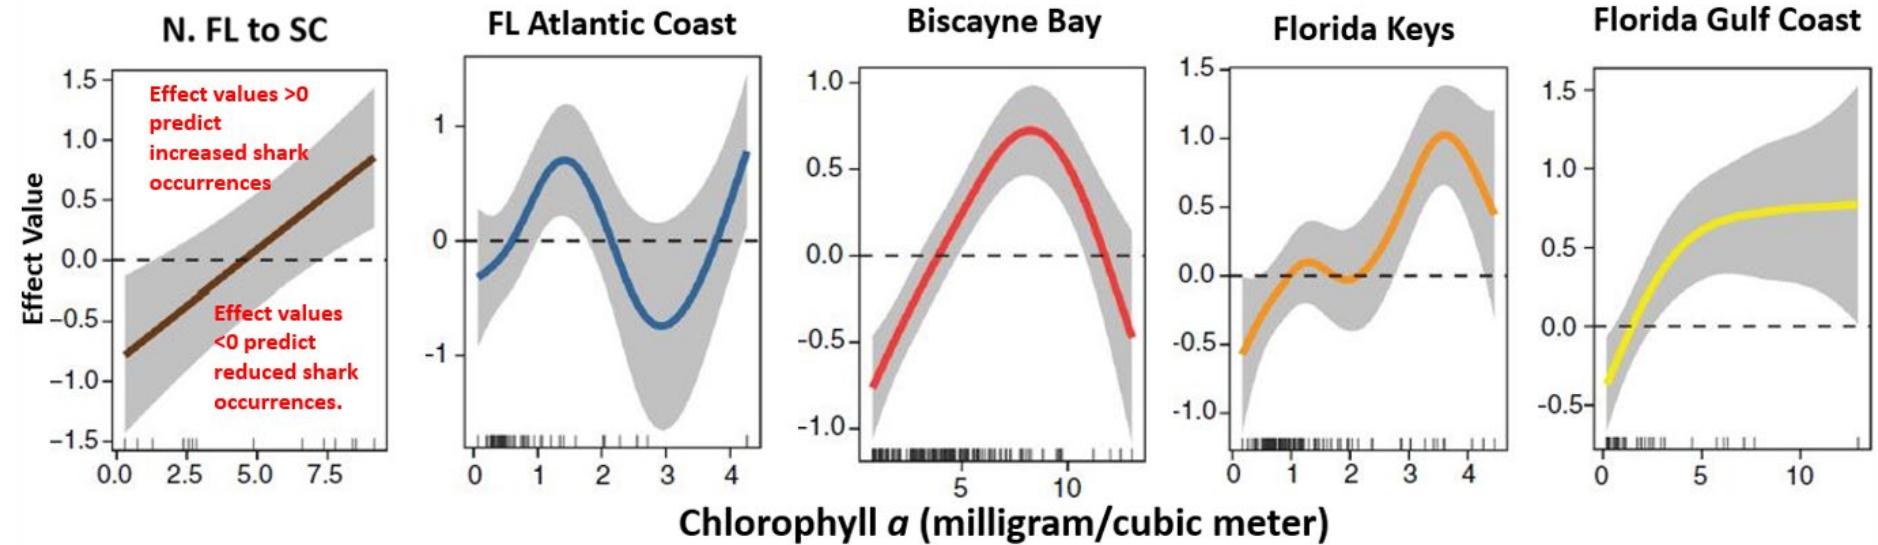 N. FL to SC
FL Atlantic Coast
Biscayne Bay
Florida Keys
Florida Gulf Coast
Effect Value
1.5
1.0
0.5
0.0
−0.5
−1.0
−1.5
Effect values >0
predict
increased shark
occurrences
Effect values
<0 predict
reduced shark
occurrences.
0.0 2.5 5.0 7.5
1
0
-1
0 1 2 3 4
1.0
0.5
0.0
-0.5
-1.0
5 10
1.5
1.0
0.5
0.0
-0.5
-1.0
0 1 2 3 4
1.5
1.0
0.5
0.0
-0.5
0 5 10
Chlorophyll a (milligram/cubic meter)